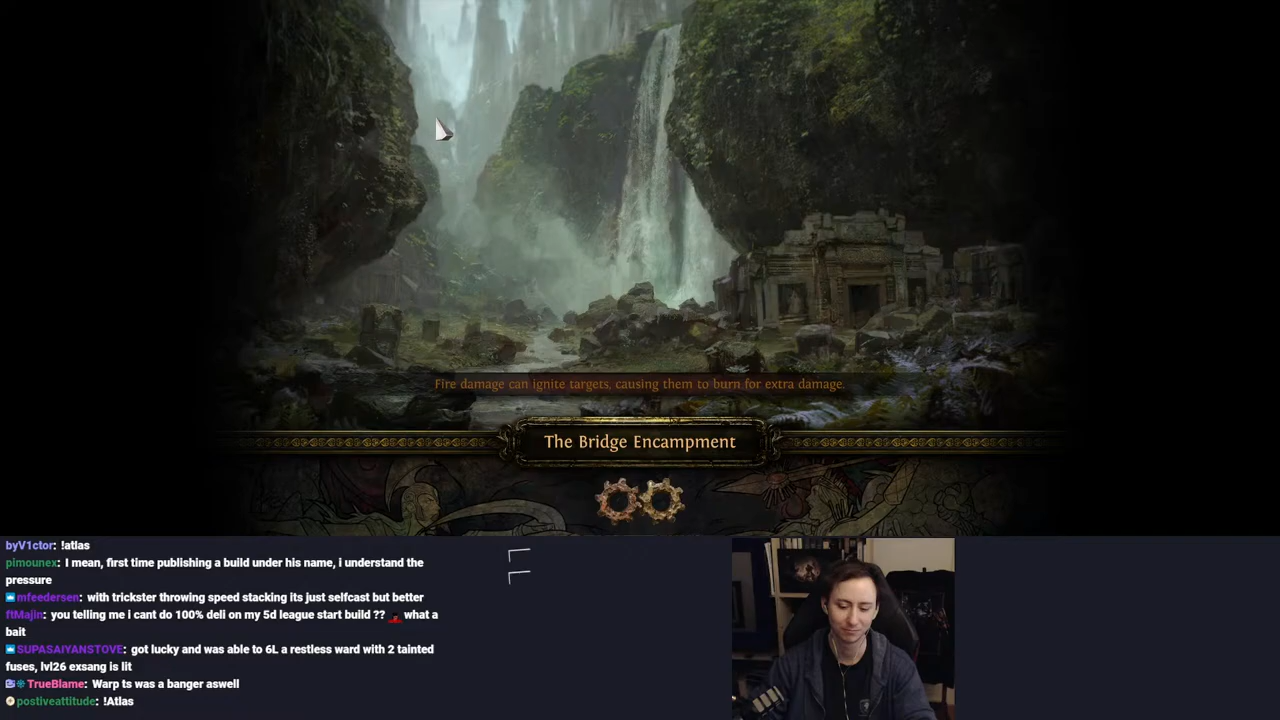 Fire damage can ignite targets, causing them to burn for extra damage.
The Bridge Encampment
byV1ctor: !atlas
pimounex: I mean, first time publishing a build under his name, i understand the
pressure
mfeedersen: with trickster throwing speed stacking its just selfcast but better
ftMajin: you telling me i cant do 100% deli on my 5d league start build ?? what a
bait
SUPASAIYANSTOVE: got lucky and was able to 6L a restless ward with 2 tainted
fuses, lvl26 exsang is lit
TrueBlame: Warp ts was a banger aswell
postiveattitude: !Atlas